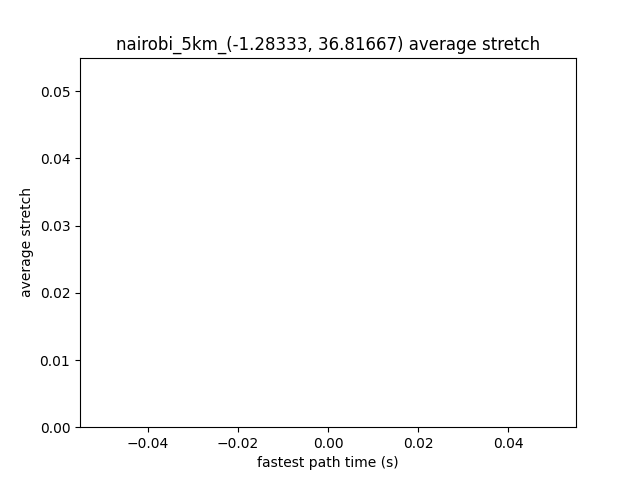 nairobi_5km_(-1.28333, 36.81667) average stretch
0.05
0.04
0.03
0.02
0.01
0.00
average stretch
−0.04 −0.02 0.00 0.02 0.04
fastest path time (s)